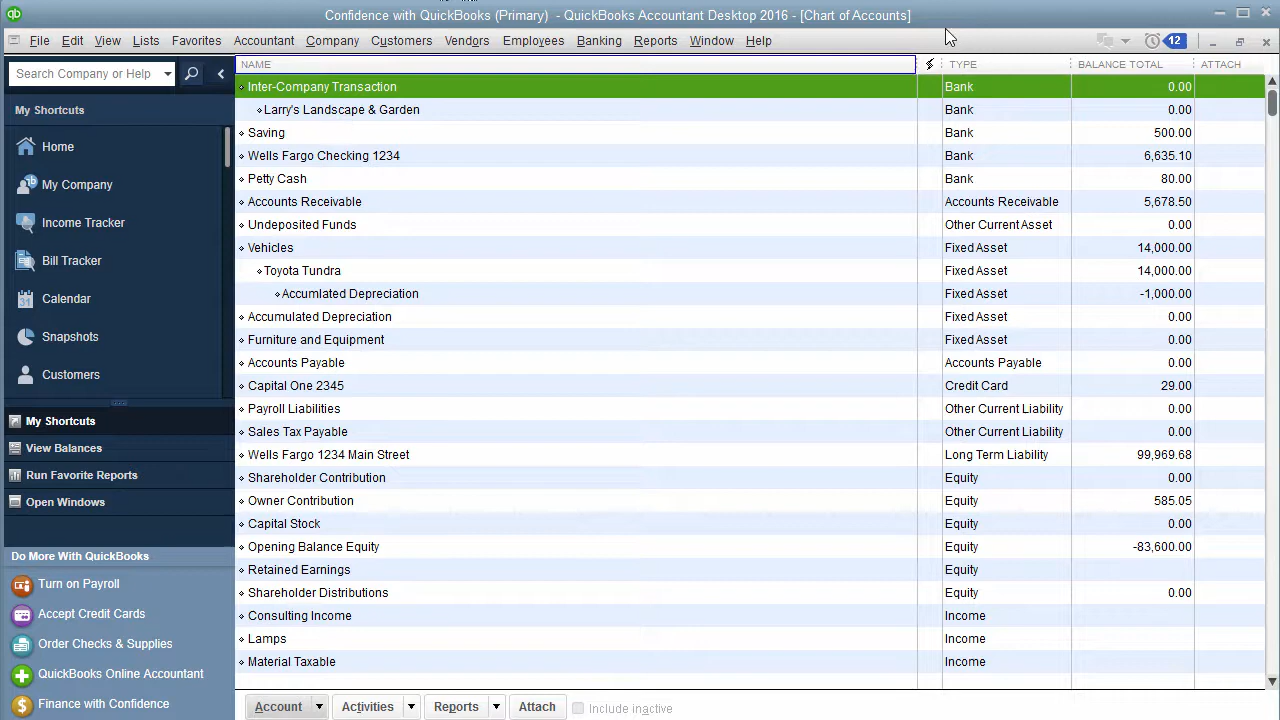 Confidence with QuickBooks (Primary) - QuickBooks Accountant Desktop 2016 - [Chart of Accounts]
File Edit View Lists Favorites Accountant Company Customers Vendors Employees Banking Reports Window Help 12
Search Company or Help
My Shortcuts
Home
My Company
Income Tracker
Bill Tracker
Calendar
Snapshots
Customers
My Shortcuts
View Balances
Run Favorite Reports
Open Windows
Do More With QuickBooks
Turn on Payroll
Accept Credit Cards
Order Checks & Supplies
QuickBooks Online Accountant
Finance with Confidence
NAME TYPE BALANCE TOTAL ATTACH
Inter-Company Transaction Bank 0.00
Larry's Landscape & Garden Bank 0.00
Saving Bank 500.00
Wells Fargo Checking 1234 Bank 6,635.10
Petty Cash Bank 80.00
Accounts Receivable Accounts Receivable 5,678.50
Undeposited Funds Other Current Asset 0.00
Vehicles Fixed Asset 14,000.00
Toyota Tundra Fixed Asset 14,000.00
Accumlated Depreciation Fixed Asset -1,000.00
Accumulated Depreciation Fixed Asset 0.00
Furniture and Equipment Fixed Asset 0.00
Accounts Payable Accounts Payable 0.00
Capital One 2345 Credit Card 29.00
Payroll Liabilities Other Current Liability 0.00
Sales Tax Payable Other Current Liability 0.00
Wells Fargo 1234 Main Street Long Term Liability 99,969.68
Shareholder Contribution Equity 0.00
Owner Contribution Equity 585.05
Capital Stock Equity 0.00
Opening Balance Equity Equity -83,600.00
Retained Earnings Equity
Shareholder Distributions Equity 0.00
Consulting Income Income
Lamps Income
Material Taxable Income
Account Activities Reports Attach Include inactive